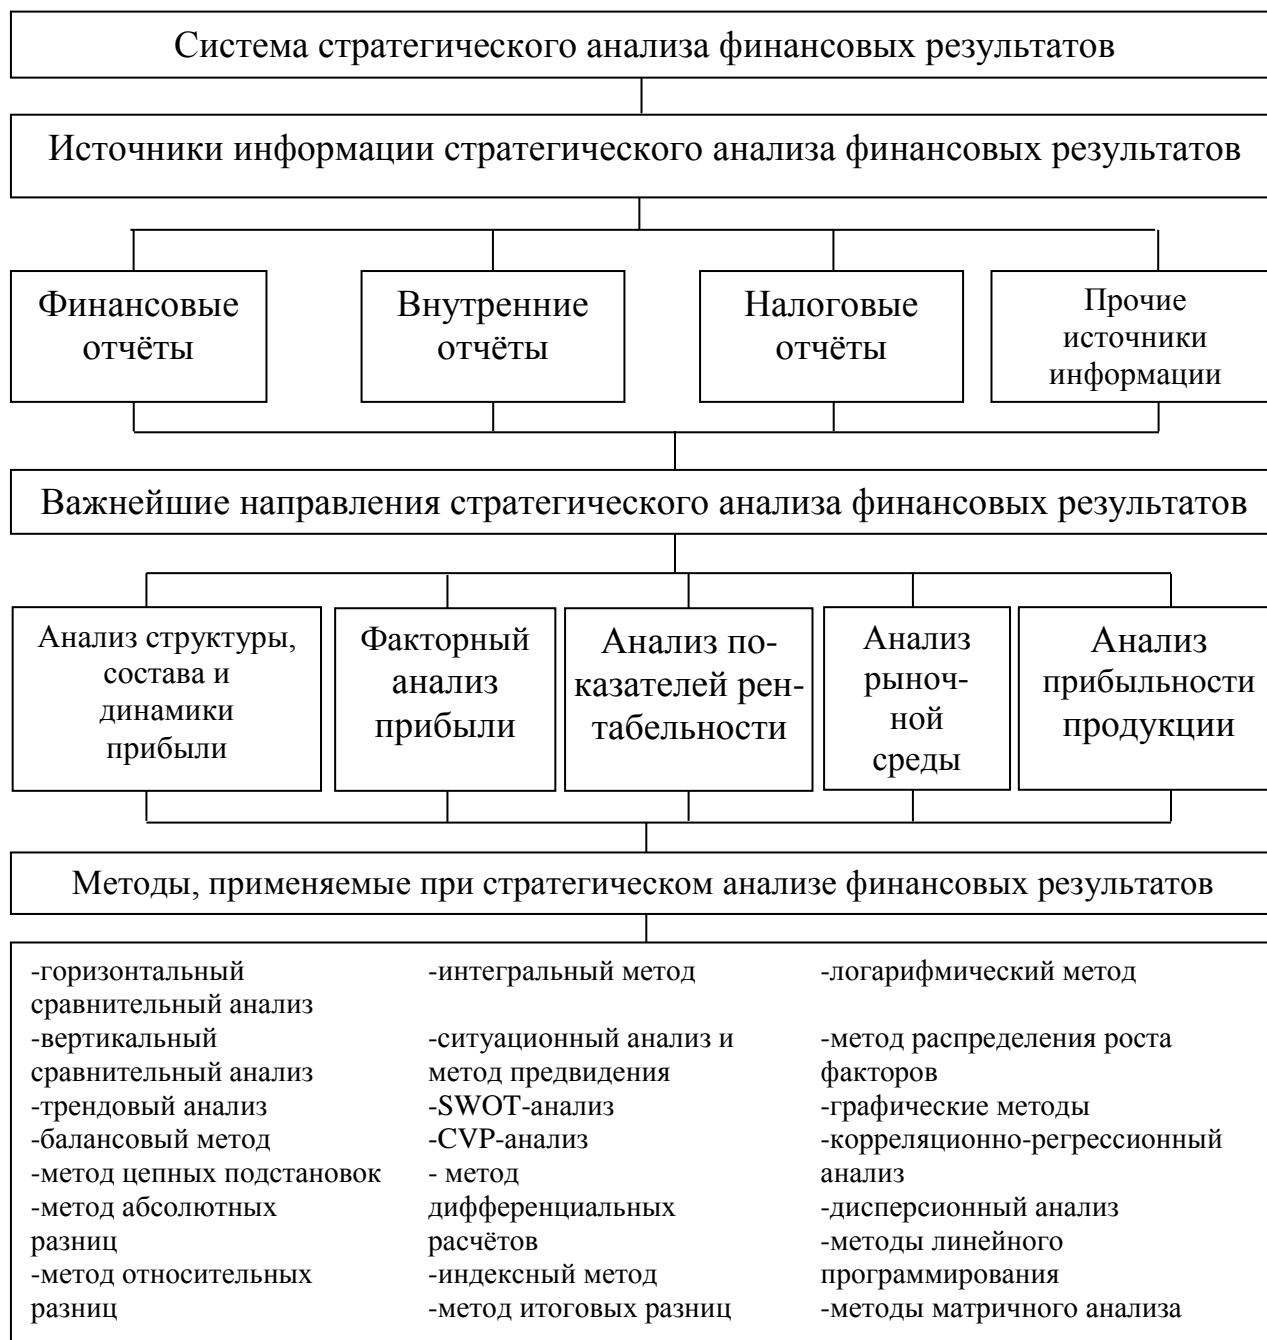 Система стратегического анализа финансовых результатов
Источники информации стратегического анализа финансовых результатов
Финансовые
отчёты
Внутренние
отчёты
Налоговые
отчёты
Прочие
источники
информации
Важнейшие направления стратегического анализа финансовых результатов
Анализ структуры,
состава и
динамики
прибыли
Факторный
анализ
прибыли
Анализ по-
казателей рен-
табельности
Анализ
рыноч-
ной
среды
Анализ
прибыльности
продукции
Методы, применяемые при стратегическом анализе финансовых результатов
-горизонтальный
сравнительный анализ
-вертикальный
сравнительный анализ
-трендовый анализ
-балансовый метод
-метод цепных подстановок
-метод абсолютных
разниц
-метод относительных
разниц
-интегральный метод
-ситуационный анализ и
метод предвидения
-SWOT-анализ
-CVP-анализ
- метод
дифференциальных
расчётов
-индексный метод
-метод итоговых разниц
-логарифмический метод
-метод распределения роста
факторов
-графические методы
-корреляционно-регрессионный
анализ
-дисперсионный анализ
-методы линейного
программирования
-методы матричного анализа